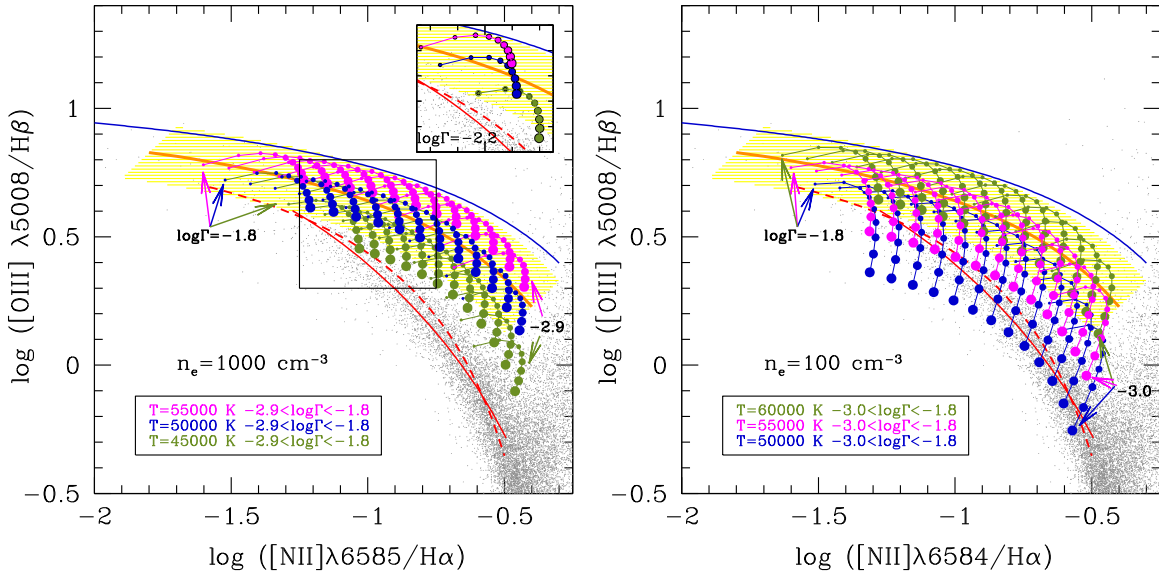 logΓ=−2.2
logΓ=−1.8
−2.9
n_e=1000 cm⁻³
T=55000 K −2.9<logΓ<−1.8
T=50000 K −2.9<logΓ<−1.8
T=45000 K −2.9<logΓ<−1.8
1
0.5
0
−0.5
log ([OIII] λ5008/Hβ)
−2 −1.5 −1 −0.5
log ([NII]λ6585/Hα)
logΓ=−1.8
−3.0
n_e=100 cm⁻³
T=60000 K −3.0<logΓ<−1.8
T=55000 K −3.0<logΓ<−1.8
T=50000 K −3.0<logΓ<−1.8
1
0.5
0
−0.5
log ([OIII] λ5008/Hβ)
−2 −1.5 −1 −0.5
log ([NII]λ6584/Hα)